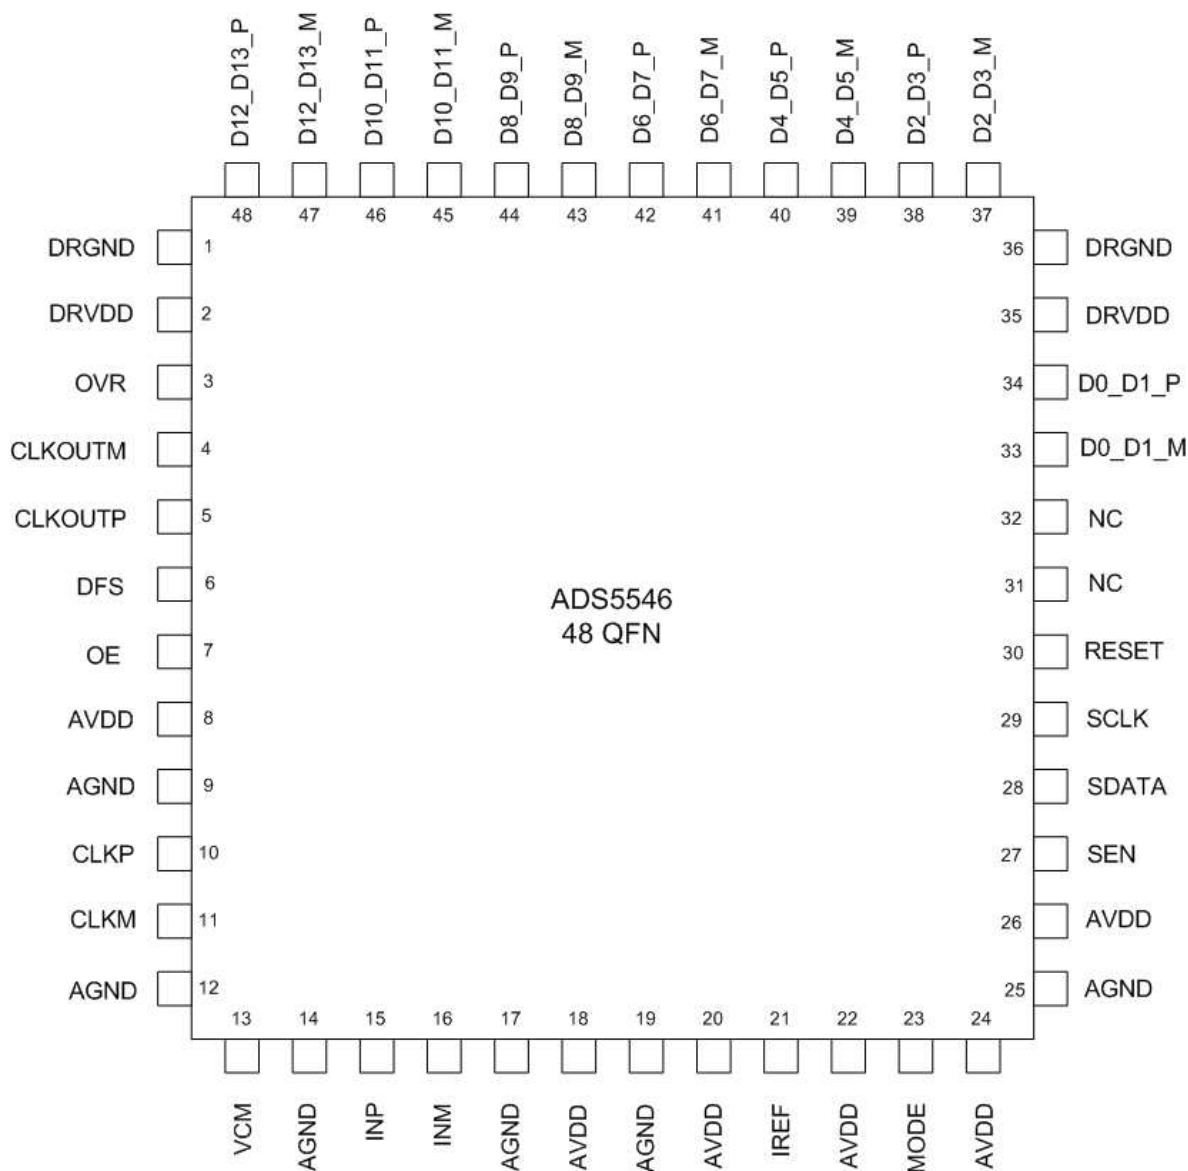 D12_D13_P
D12_D13_M
D10_D11_P
D10_D11_M
D8_D9_P
D8_D9_M
D6_D7_P
D6_D7_M
D4_D5_P
D4_D5_M
D2_D3_P
D2_D3_M
48 47 46 45 44 43 42 41 40 39 38 37
DRGND 1 36 DRGND
DRVDD 2 35 DRVDD
OVR 3 34 D0_D1_P
CLKOUTM 4 33 D0_D1_M
CLKOUTP 5 32 NC
DFS 6 31 NC
ADS5546
48 QFN
OE 7 30 RESET
AVDD 8 29 SCLK
AGND 9 28 SDATA
CLKP 10 27 SEN
CLKM 11 26 AVDD
AGND 12 25 AGND
13 14 15 16 17 18 19 20 21 22 23 24
VCM
AGND
INP
INM
AGND
AVDD
AGND
AVDD
IREF
AVDD
MODE
AVDD